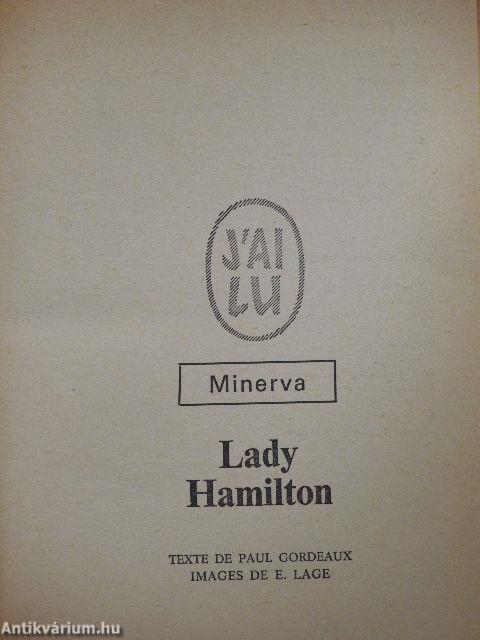 J'AI
LU
Minerva
Lady
Hamilton
TEXTE DE PAUL GORDEAUX
IMAGES DE E. LAGE
Antikvárium.hu